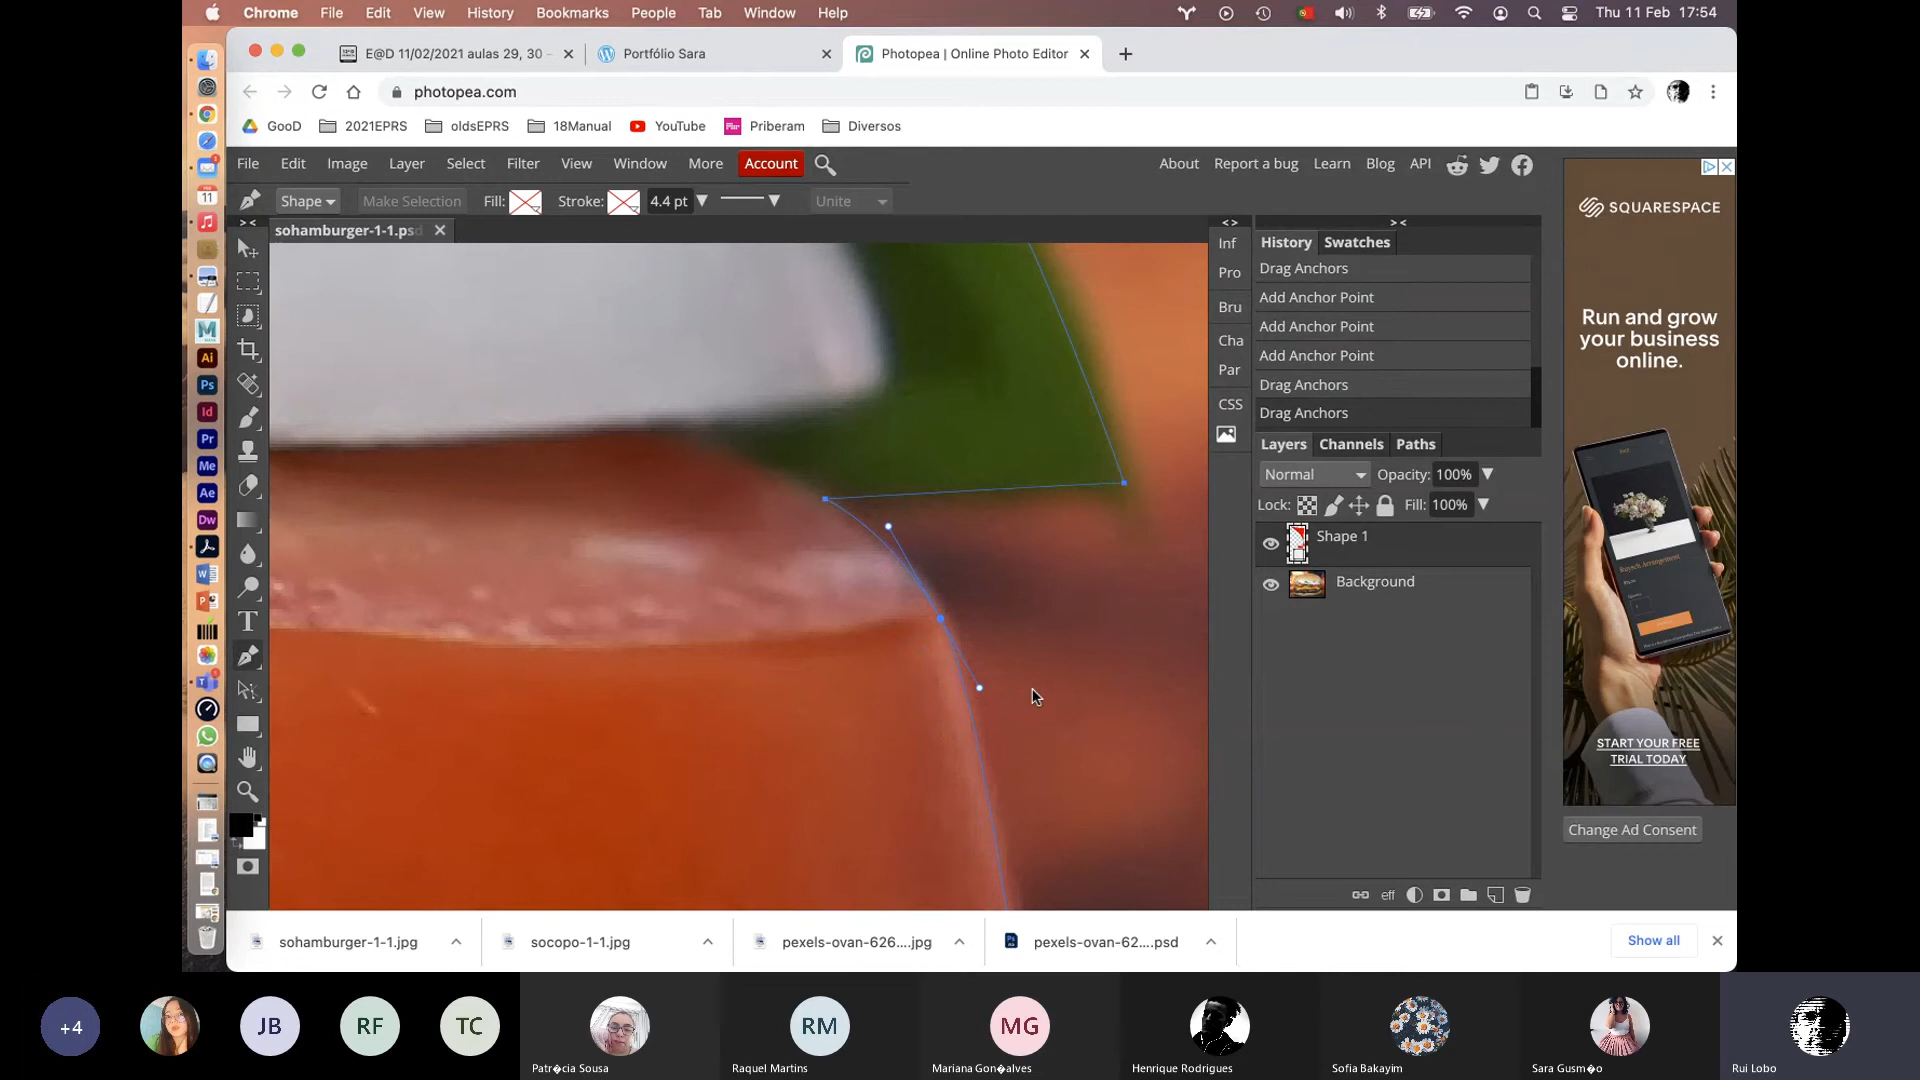 Chrome File Edit View History Bookmarks People Tab Window Help
Thu 11 Feb 17:54
E@D 11/02/2021 aulas 29, 30 -
Portfólio Sara
Photopea | Online Photo Editor
photopea.com
GooD 2021EPRS oldsEPRS 18Manual YouTube Priberam Diversos
File Edit Image Layer Select Filter View Window More Account
About Report a bug Learn Blog API
Shape Make Selection Fill: Stroke: 4.4 pt Unite
sohamburger-1-1.psd
> <
< >
> <
Inf
Pro
Bru
Cha
Par
CSS
History Swatches
Drag Anchors
Add Anchor Point
Add Anchor Point
Add Anchor Point
Drag Anchors
Drag Anchors
Layers Channels Paths
Normal Opacity: 100%
Lock: Fill: 100%
Shape 1
Background
eff
SQUARESPACE
Run and grow
your business
online.
START YOUR FREE
TRIAL TODAY
Change Ad Consent
Ai
Ps
Id
Pr
Me
Ae
Dw
sohamburger-1-1.jpg
socopo-1-1.jpg
pexels-ovan-626....jpg
pexels-ovan-62....psd
Show all
+4
JB
RF
TC
RM
MG
Patr�cia Sousa
Raquel Martins
Mariana Gon�alves
Henrique Rodrigues
Sofia Bakayim
Sara Gusm�o
Rui Lobo